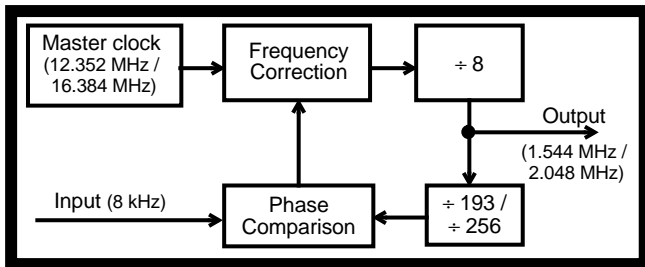 Master clock
(12.352 MHz /
16.384 MHz)
Frequency
Correction
÷ 8
Output
(1.544 MHz /
2.048 MHz)
Input (8 kHz)
Phase
Comparison
÷ 193 /
÷ 256